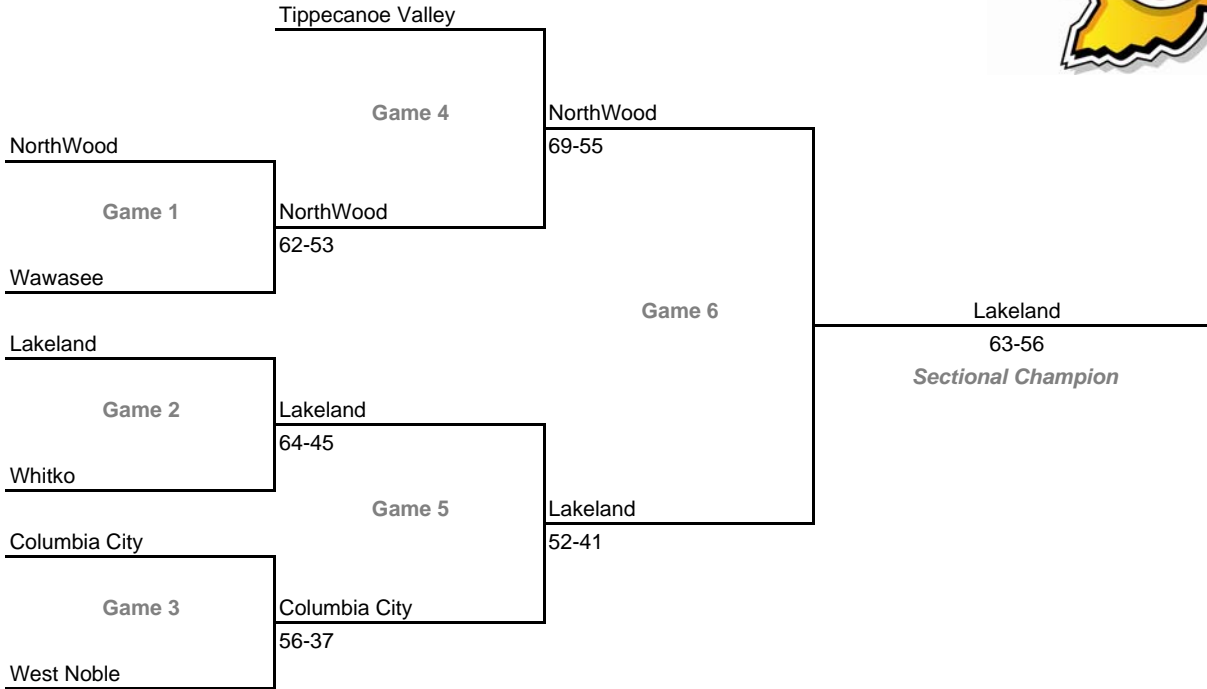 Tippecanoe Valley
Game 4
NorthWood
NorthWood
69-55
Game 1
NorthWood
62-53
Wawasee
Game 6
Lakeland
Lakeland
63-56
Sectional Champion
Game 2
Lakeland
64-45
Whitko
Game 5
Lakeland
Columbia City
52-41
Game 3
Columbia City
56-37
West Noble